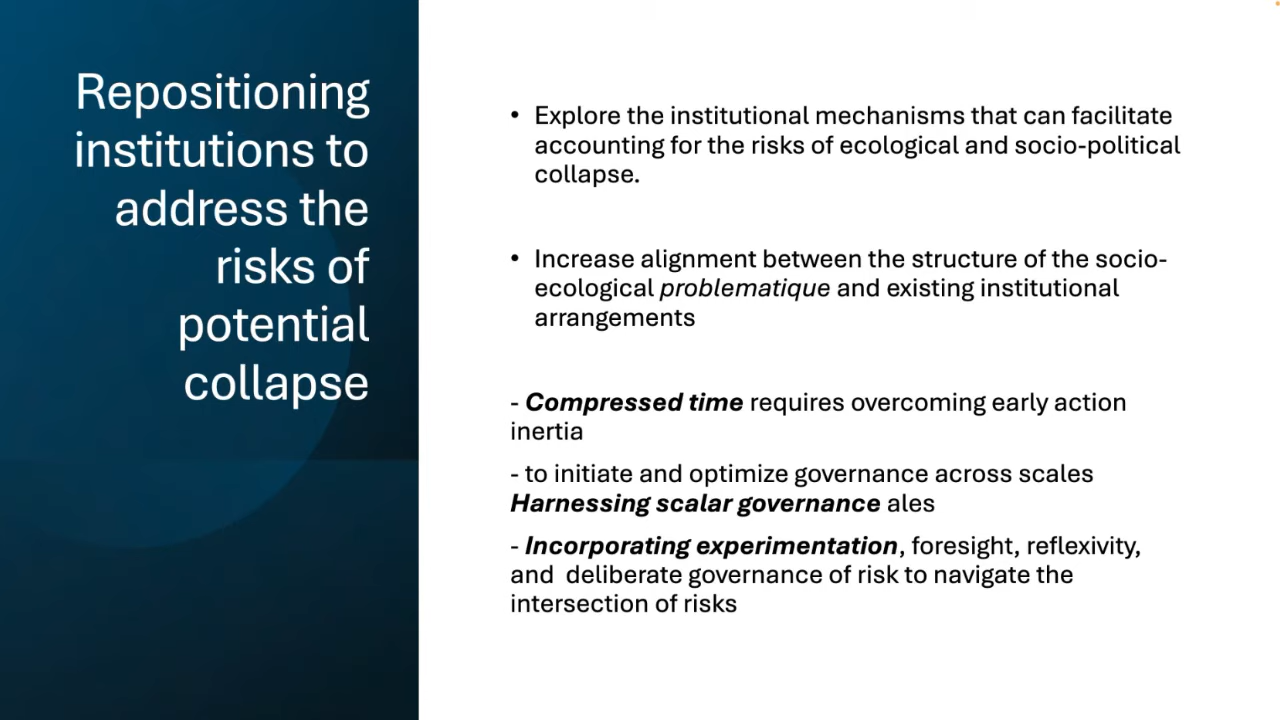 Repositioning
institutions to
address the
risks of
potential
collapse
• Explore the institutional mechanisms that can facilitate
accounting for the risks of ecological and socio-political
collapse.
• Increase alignment between the structure of the socio-
ecological problematique and existing institutional
arrangements
- Compressed time requires overcoming early action
inertia
- to initiate and optimize governance across scales
Harnessing scalar governance ales
- Incorporating experimentation, foresight, reflexivity,
and  deliberate governance of risk to navigate the
intersection of risks